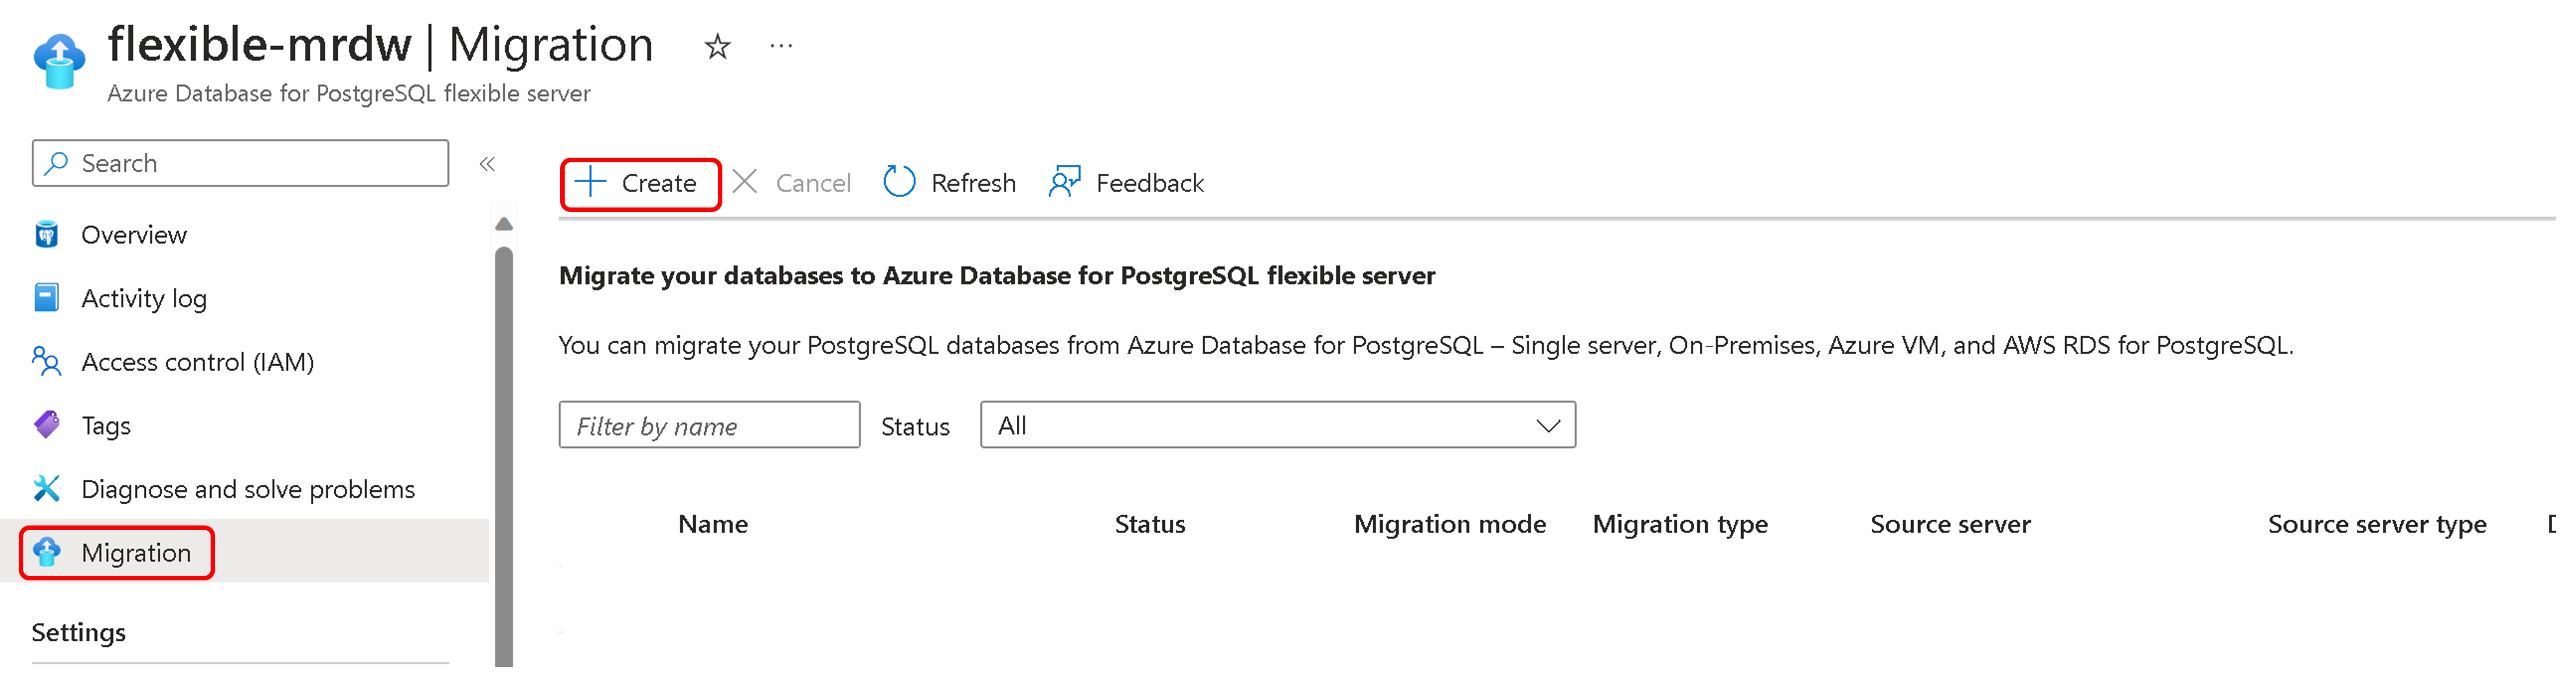 flexible-mrdw | Migration ...
Azure Database for PostgreSQL flexible server
Search
Overview
Activity log
Access control (IAM)
Tags
Diagnose and solve problems
Migration
Settings
Create Cancel Refresh Feedback
Migrate your databases to Azure Database for PostgreSQL flexible server
You can migrate your PostgreSQL databases from Azure Database for PostgreSQL – Single server, On-Premises, Azure VM, and AWS RDS for PostgreSQL.
Filter by name Status All
Name Status Migration mode Migration type Source server Source server type